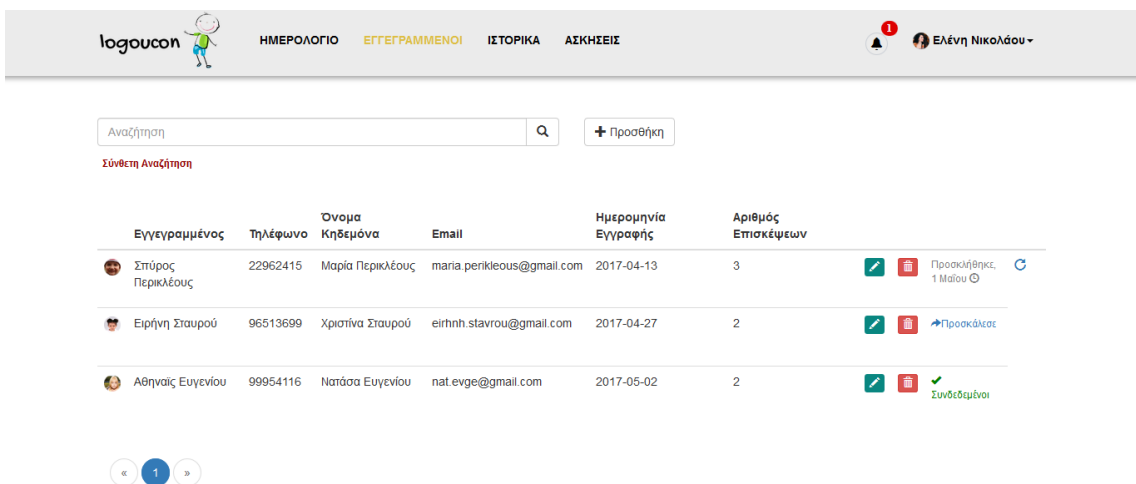 logoucon
ΗΜΕΡΟΛΟΓΙΟ ΕΓΓΕΓΡΑΜΜΕΝΟΙ ΙΣΤΟΡΙΚΑ ΑΣΚΗΣΕΙΣ
1
Ελένη Νικολάου
Αναζήτηση
Προσθήκη
Σύνθετη Αναζήτηση
Εγγεγραμμένος Τηλέφωνο Όνομα Κηδεμόνα Email Ημερομηνία Εγγραφής Αριθμός Επισκέψεων
Σπύρος Περικλέους 22962415 Μαρία Περικλέους maria.perikleous@gmail.com 2017-04-13 3 Προσκλήθηκε, 1 Μαΐου
Ειρήνη Σταυρού 96513699 Χριστίνα Σταυρού eirhnh.stavrou@gmail.com 2017-04-27 2 Προσκάλεσε
Αθηναϊς Ευγενίου 99954116 Νατάσα Ευγενίου nat.evge@gmail.com 2017-05-02 2 Συνδεδεμένοι
« 1 »